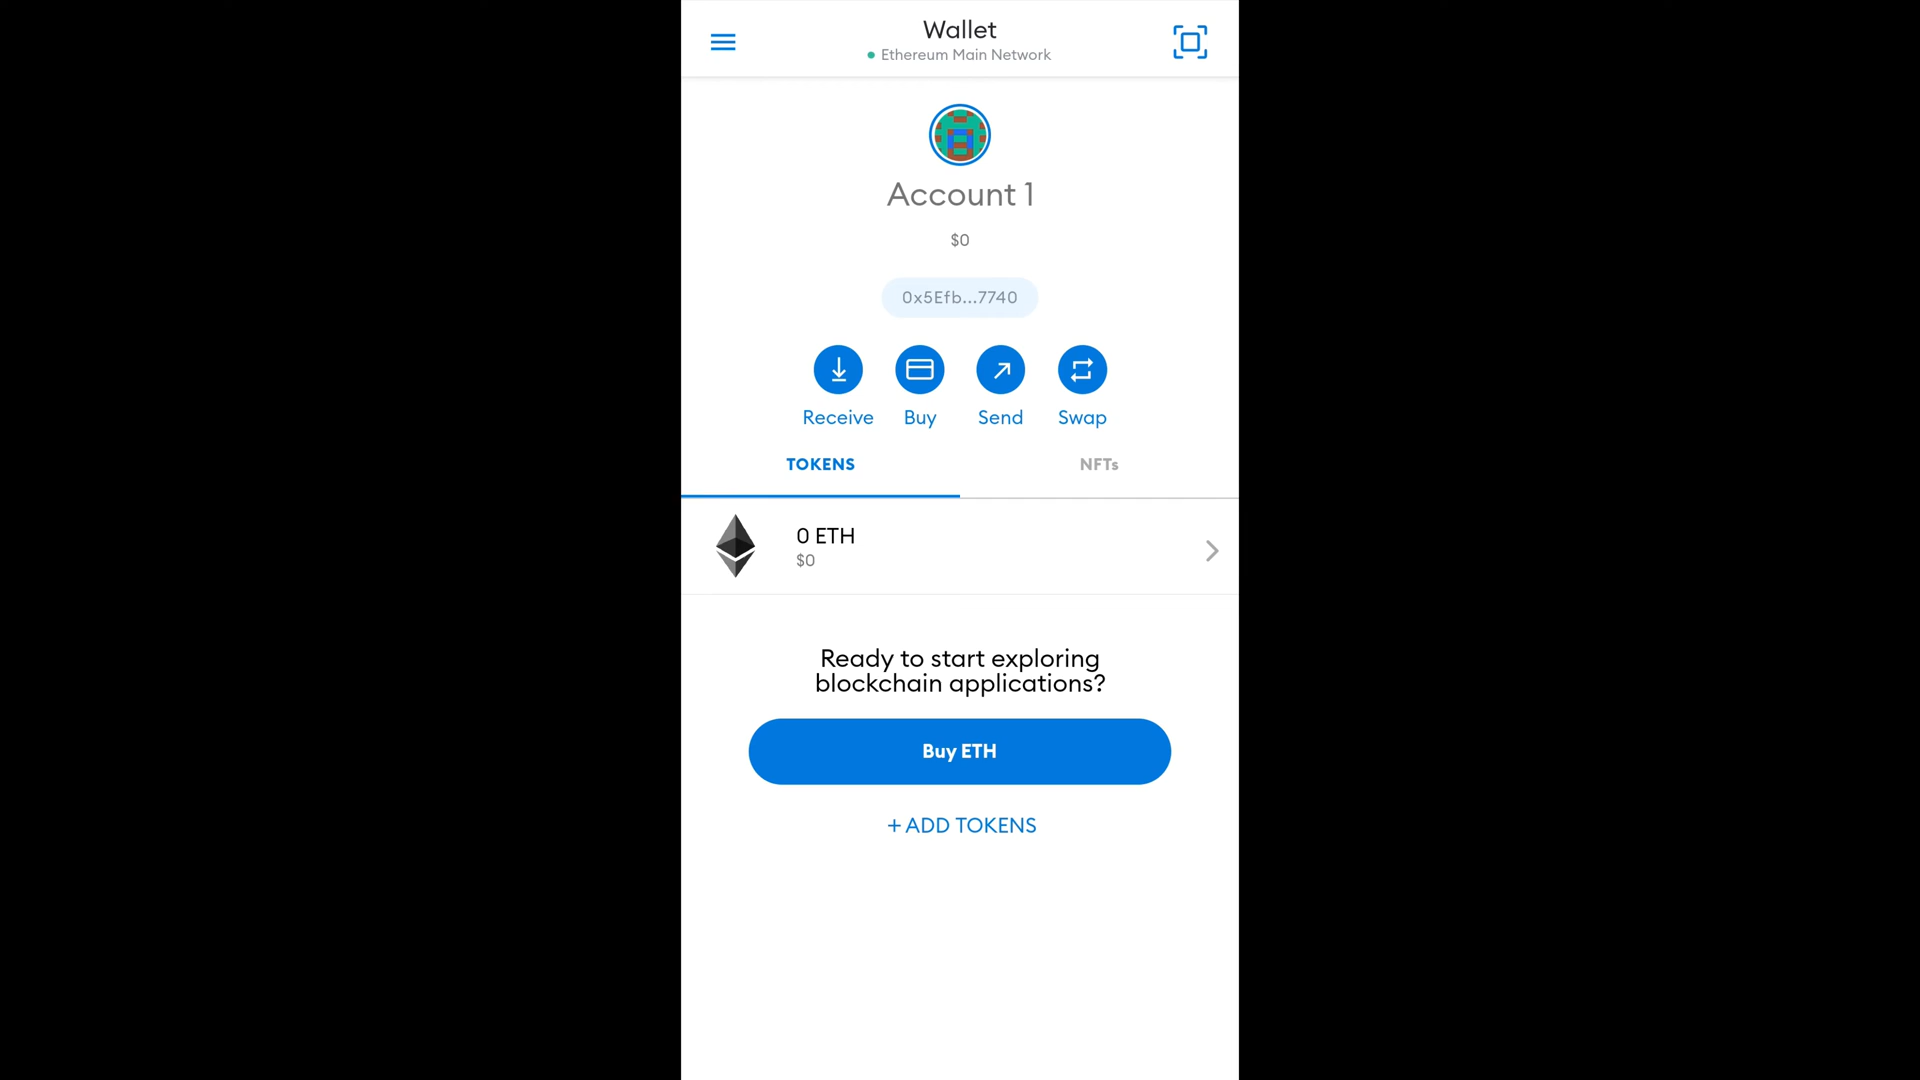 Wallet
Ethereum Main Network
Account 1
$0
0x5Efb...7740
Receive Buy Send Swap
TOKENS NFTs
0 ETH
$0
Ready to start exploring
blockchain applications?
Buy ETH
+ ADD TOKENS